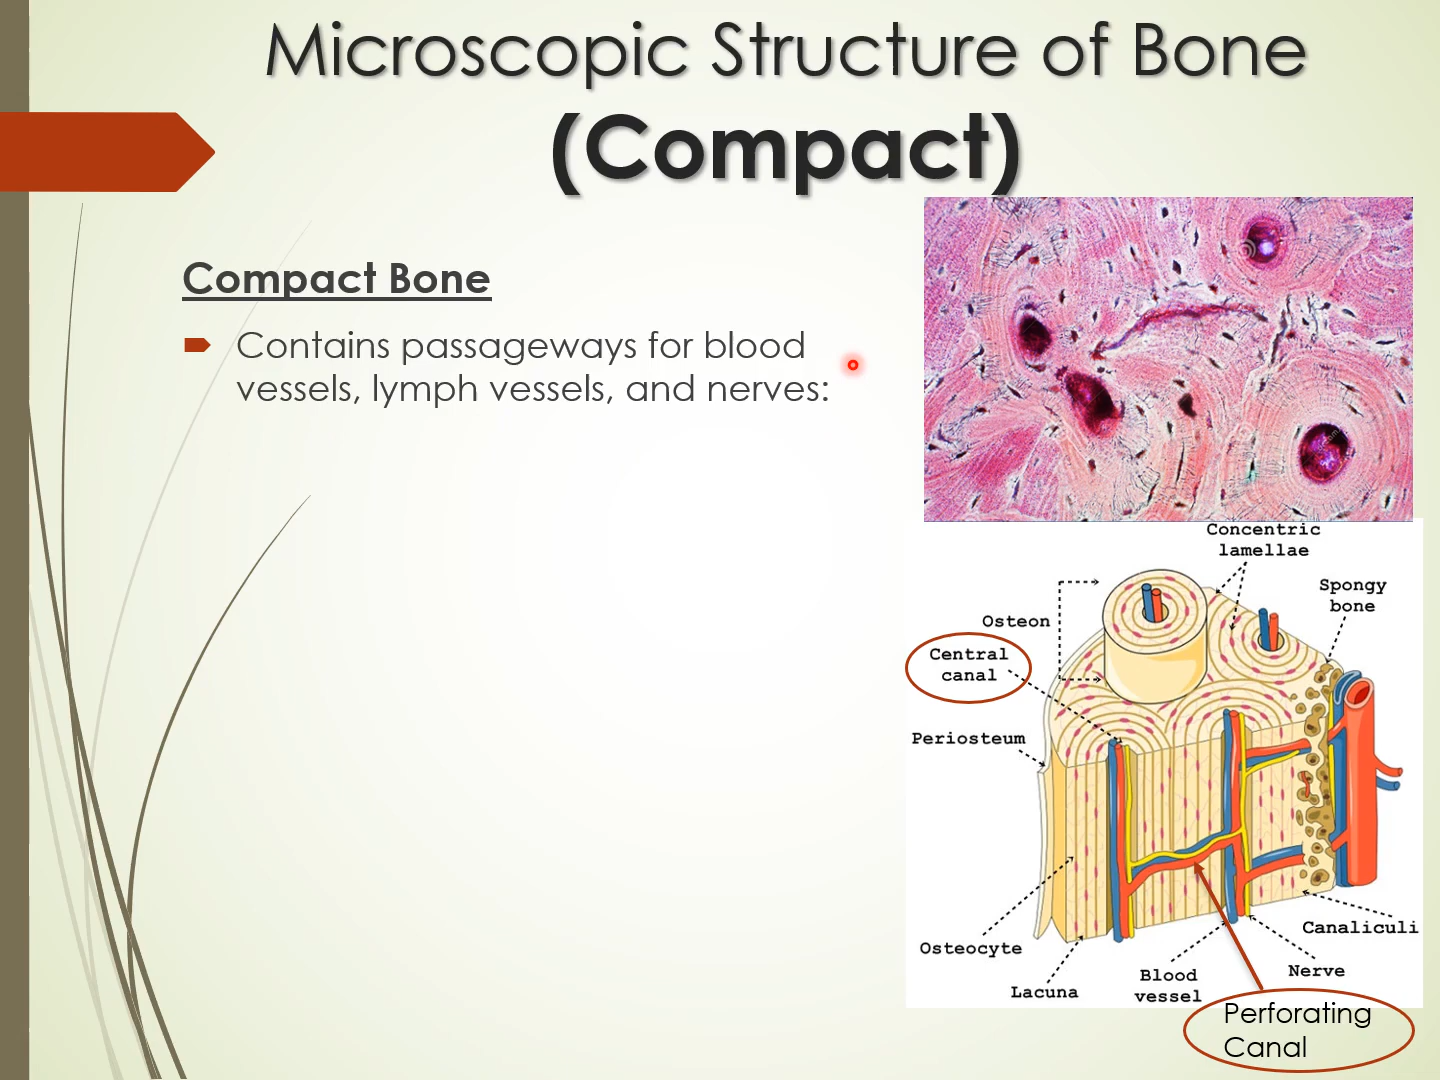 Microscopic Structure of Bone
(Compact)
Compact Bone
Contains passageways for blood
vessels, lymph vessels, and nerves:
Concentric
lamellae
Spongy
bone
Osteon
Central
canal
Periosteum
Osteocyte
Lacuna
Blood
vessel
Nerve
Canaliculi
Perforating
Canal